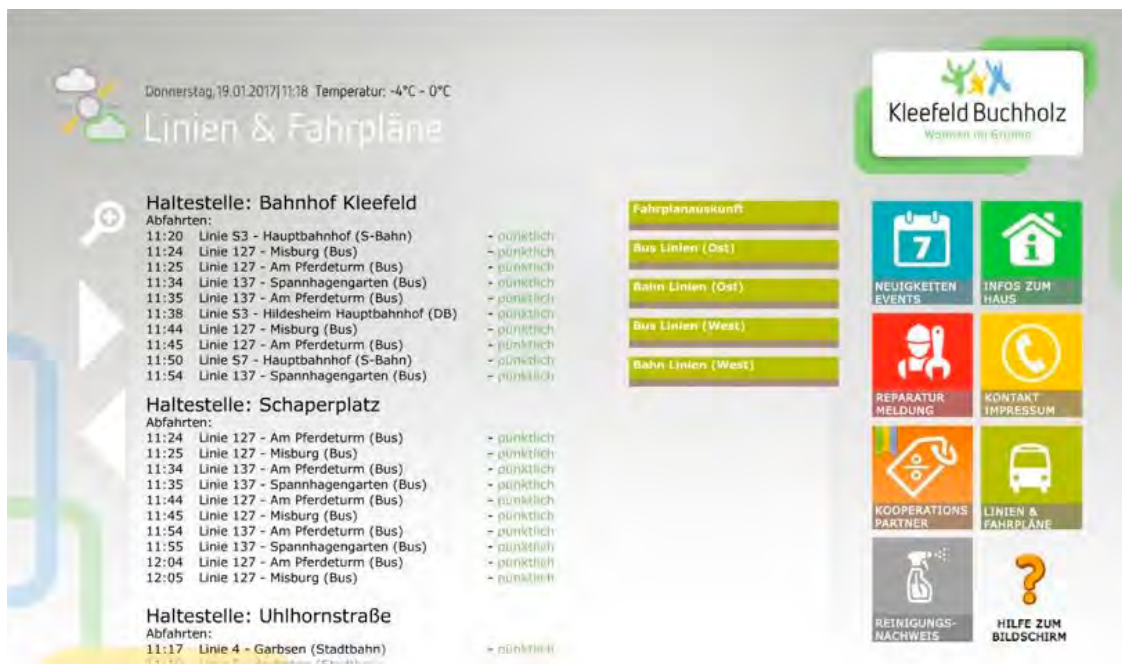 Donnerstag, 19.01.2017| 11:18 Temperatur: -4°C - 0°C
Linien & Fahrpläne
Kleefeld Buchholz
Wohnen im Grünen
Haltestelle: Bahnhof Kleefeld
Abfahrten:
11:20 Linie S3 - Hauptbahnhof (S-Bahn) - pünktlich
11:24 Linie 127 - Misburg (Bus) - pünktlich
11:25 Linie 127 - Am Pferdeturm (Bus) - pünktlich
11:34 Linie 137 - Spannhagengarten (Bus) - pünktlich
11:35 Linie 137 - Am Pferdeturm (Bus) - pünktlich
11:38 Linie S3 - Hildesheim Hauptbahnhof (DB) - pünktlich
11:44 Linie 127 - Misburg (Bus) - pünktlich
11:45 Linie 127 - Am Pferdeturm (Bus) - pünktlich
11:50 Linie S7 - Hauptbahnhof (S-Bahn) - pünktlich
11:54 Linie 137 - Spannhagengarten (Bus) - pünktlich
Haltestelle: Schaperplatz
Abfahrten:
11:24 Linie 127 - Am Pferdeturm (Bus) - pünktlich
11:25 Linie 127 - Misburg (Bus) - pünktlich
11:34 Linie 137 - Am Pferdeturm (Bus) - pünktlich
11:35 Linie 137 - Spannhagengarten (Bus) - pünktlich
11:44 Linie 127 - Am Pferdeturm (Bus) - pünktlich
11:45 Linie 127 - Misburg (Bus) - pünktlich
11:54 Linie 137 - Am Pferdeturm (Bus) - pünktlich
11:55 Linie 137 - Spannhagengarten (Bus) - pünktlich
12:04 Linie 127 - Am Pferdeturm (Bus) - pünktlich
12:05 Linie 127 - Misburg (Bus) - pünktlich
Haltestelle: Uhlhornstraße
Abfahrten:
11:17 Linie 4 - Garbsen (Stadtbahn) - pünktlich
Fahrplanauskunft
Bus Linien (Ost)
Bahn Linien (Ost)
Bus Linien (West)
Bahn Linien (West)
7
NEUIGKEITEN
EVENTS
INFOS ZUM
HAUS
REPARATUR
MELDUNG
KONTAKT
IMPRESSUM
KOOPERATIONS
PARTNER
LINIEN &
FAHRPLÄNE
REINIGUNGS-
NACHWEIS
HILFE ZUM
BILDSCHIRM